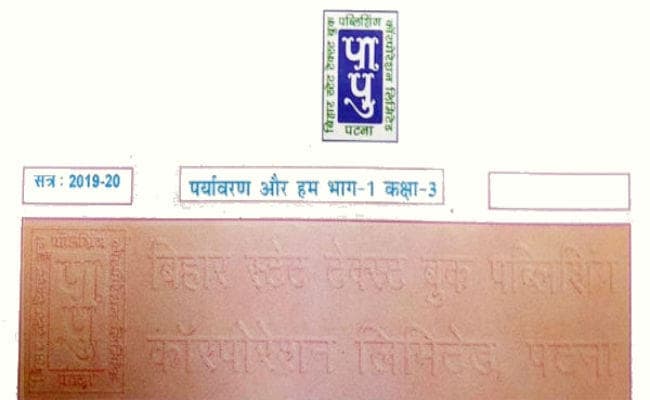 बिहार स्टेट टेक्स्ट बुक पब्लिशिंग कॉरपोरेशन लिमिटेड
पा
पु
पटना
सत्र : 2019-20
पर्यावरण और हम भाग-1 कक्षा-3
पा
पु
पटना
बिहार स्टेट टेक्स्ट बुक पब्लिशिंग
कॉरपोरेशन लिमिटेड, पटना